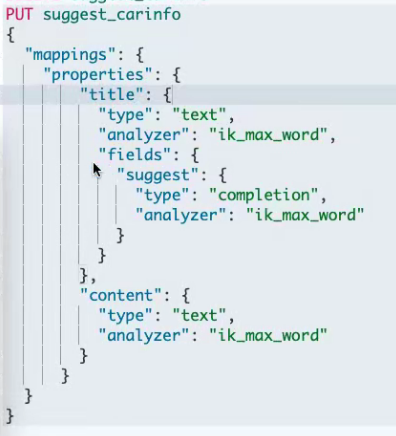 PUT suggest_carinfo
{
  "mappings": {
    "properties": {
      "title": {
        "type": "text",
        "analyzer": "ik_max_word",
        "fields": {
          "suggest": {
            "type": "completion",
            "analyzer": "ik_max_word"
          }
        }
      },
      "content": {
        "type": "text",
        "analyzer": "ik_max_word"
      }
    }
  }
}